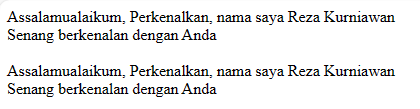 Assalamualaikum, Perkenalkan, nama saya Reza Kurniawan
Senang berkenalan dengan Anda
Assalamualaikum, Perkenalkan, nama saya Reza Kurniawan
Senang berkenalan dengan Anda